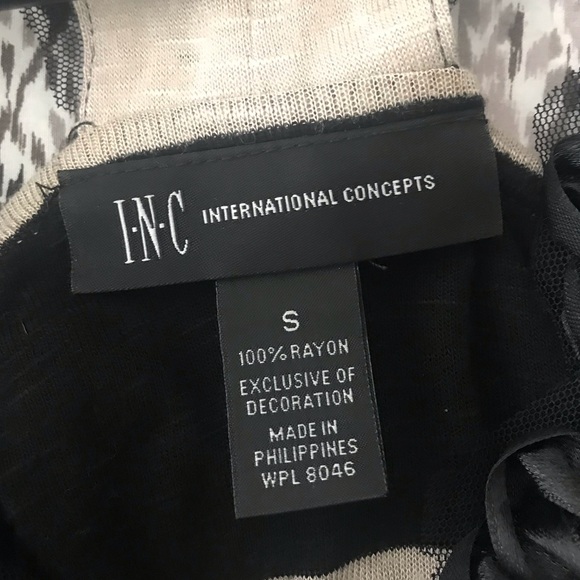 I·N·C INTERNATIONAL CONCEPTS
S
100% RAYON
EXCLUSIVE OF
DECORATION
MADE IN
PHILIPPINES
WPL 8046